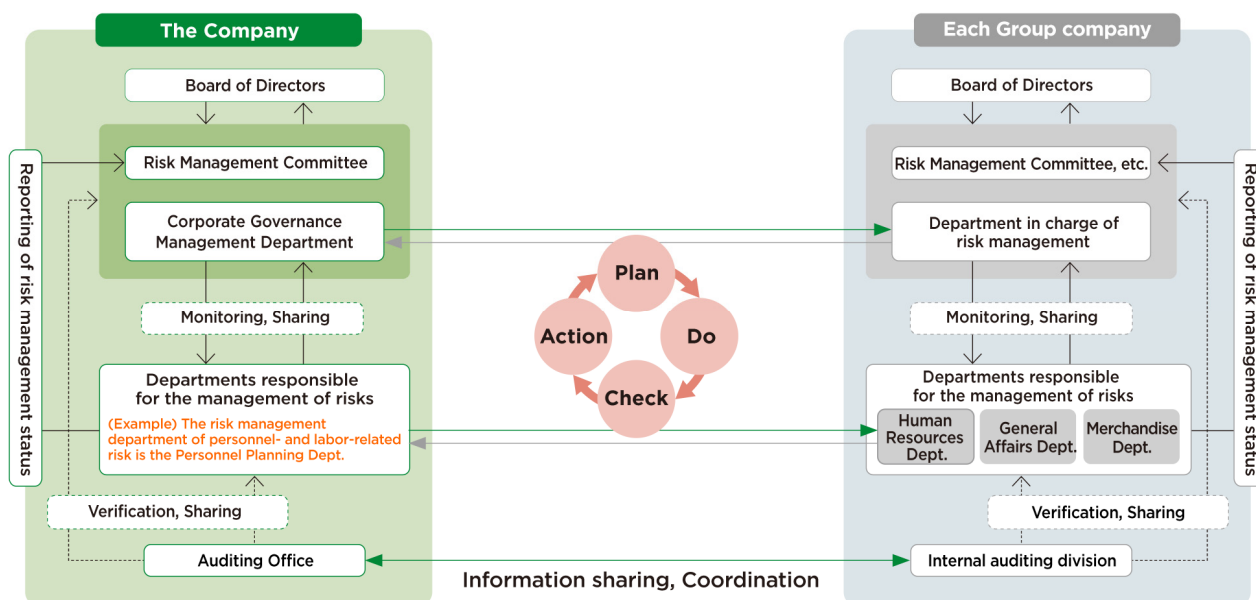 The Company
Board of Directors
Risk Management Committee
Corporate Governance
Management Department
Monitoring, Sharing
Departments responsible
for the management of risks
(Example) The risk management
department of personnel- and labor-related
risk is the Personnel Planning Dept.
Verification, Sharing
Auditing Office
Reporting of risk management status
Plan
Do
Check
Action
Information sharing, Coordination
Each Group company
Board of Directors
Risk Management Committee, etc.
Department in charge of
risk management
Monitoring, Sharing
Departments responsible
for the management of risks
Human
Resources
Dept.
General
Affairs Dept.
Merchandise
Dept.
Verification, Sharing
Internal auditing division
Reporting of risk management status